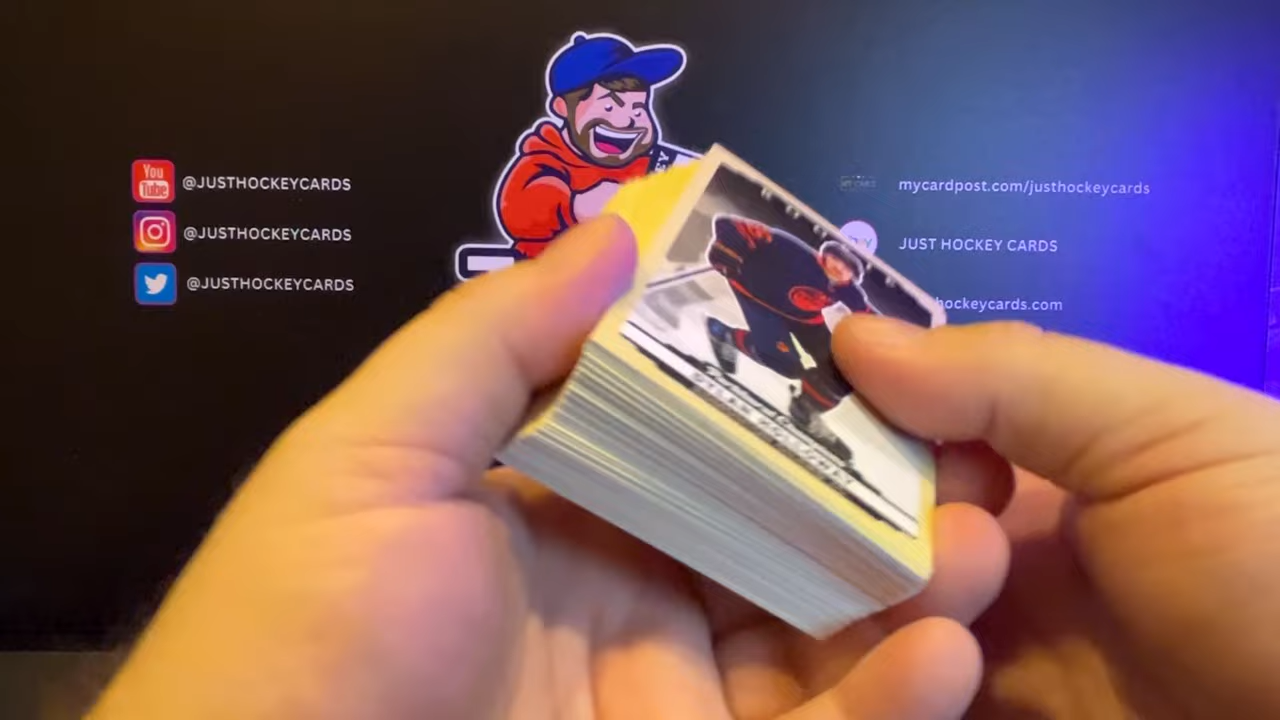 You
Tube
@JUSTHOCKEYCARDS
@JUSTHOCKEYCARDS
@JUSTHOCKEYCARDS
mycardpost.com/justhockeycards
JUST HOCKEY CARDS
hockeycards.com